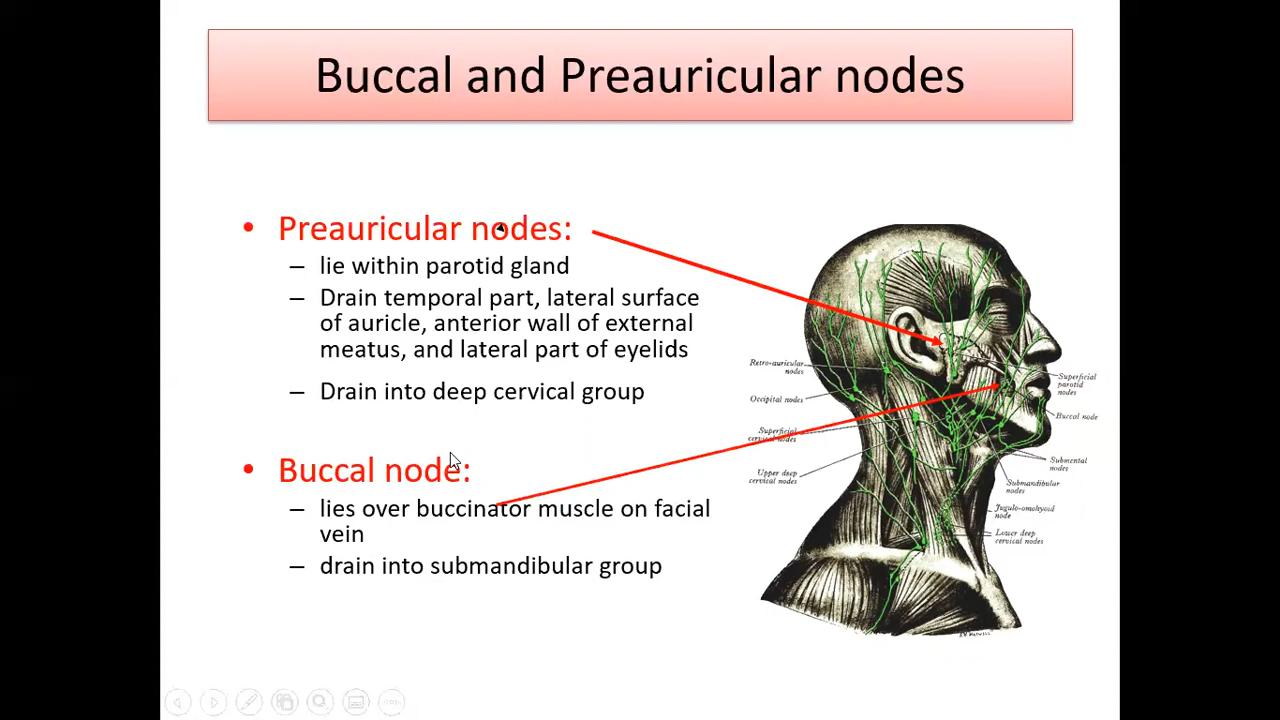 Buccal and Preauricular nodes
• Preauricular nodes:
– lie within parotid gland
– Drain temporal part, lateral surface
of auricle, anterior wall of external
meatus, and lateral part of eyelids
– Drain into deep cervical group
• Buccal node:
– lies over buccinator muscle on facial
vein
– drain into submandibular group
Retro-auricular
nodes
Occipital nodes
Superficial
cervical nodes
Upper deep
cervical nodes
Superficial
parotid
nodes
Buccal node
Submental
nodes
Submandibular
nodes
Jugulo-omohyoid
node
Lower deep
cervical nodes